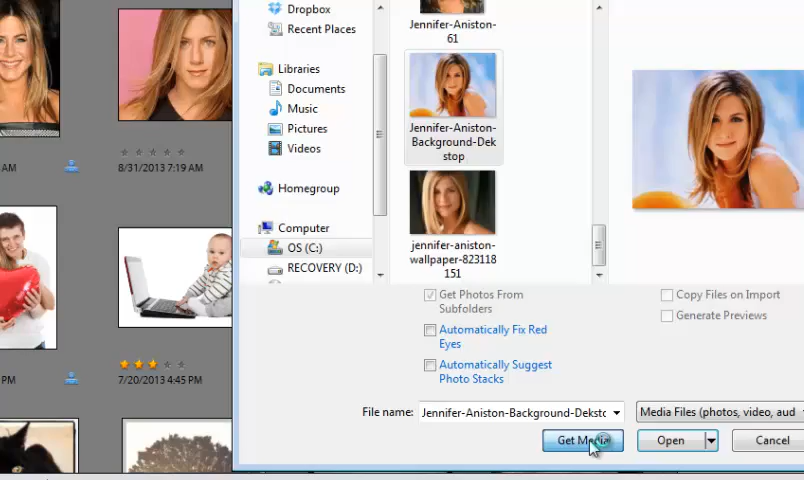 Dropbox
Recent Places
Libraries
Documents
Music
Pictures
Videos
Homegroup
Computer
OS (C:)
RECOVERY (D:)
Jennifer-Aniston-
61
Jennifer-Aniston-
Background-Dek
stop
jennifer-aniston-
wallpaper-823118
151
AM
8/31/2013 7:19 AM
PM
7/20/2013 4:45 PM
Get Photos From
Subfolders
Automatically Fix Red
Eyes
Automatically Suggest
Photo Stacks
Copy Files on Import
Generate Previews
File name:
Jennifer-Aniston-Background-Deksto
Media Files (photos, video, aud
Get Media
Open
Cancel